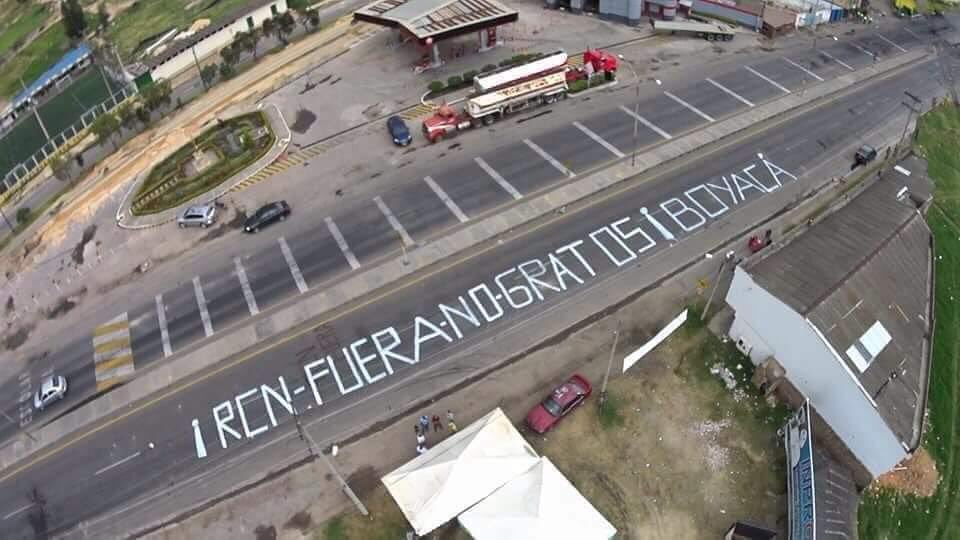 ¡RCN-FUERA-NO-GRATOS! ¡BOYACÁ